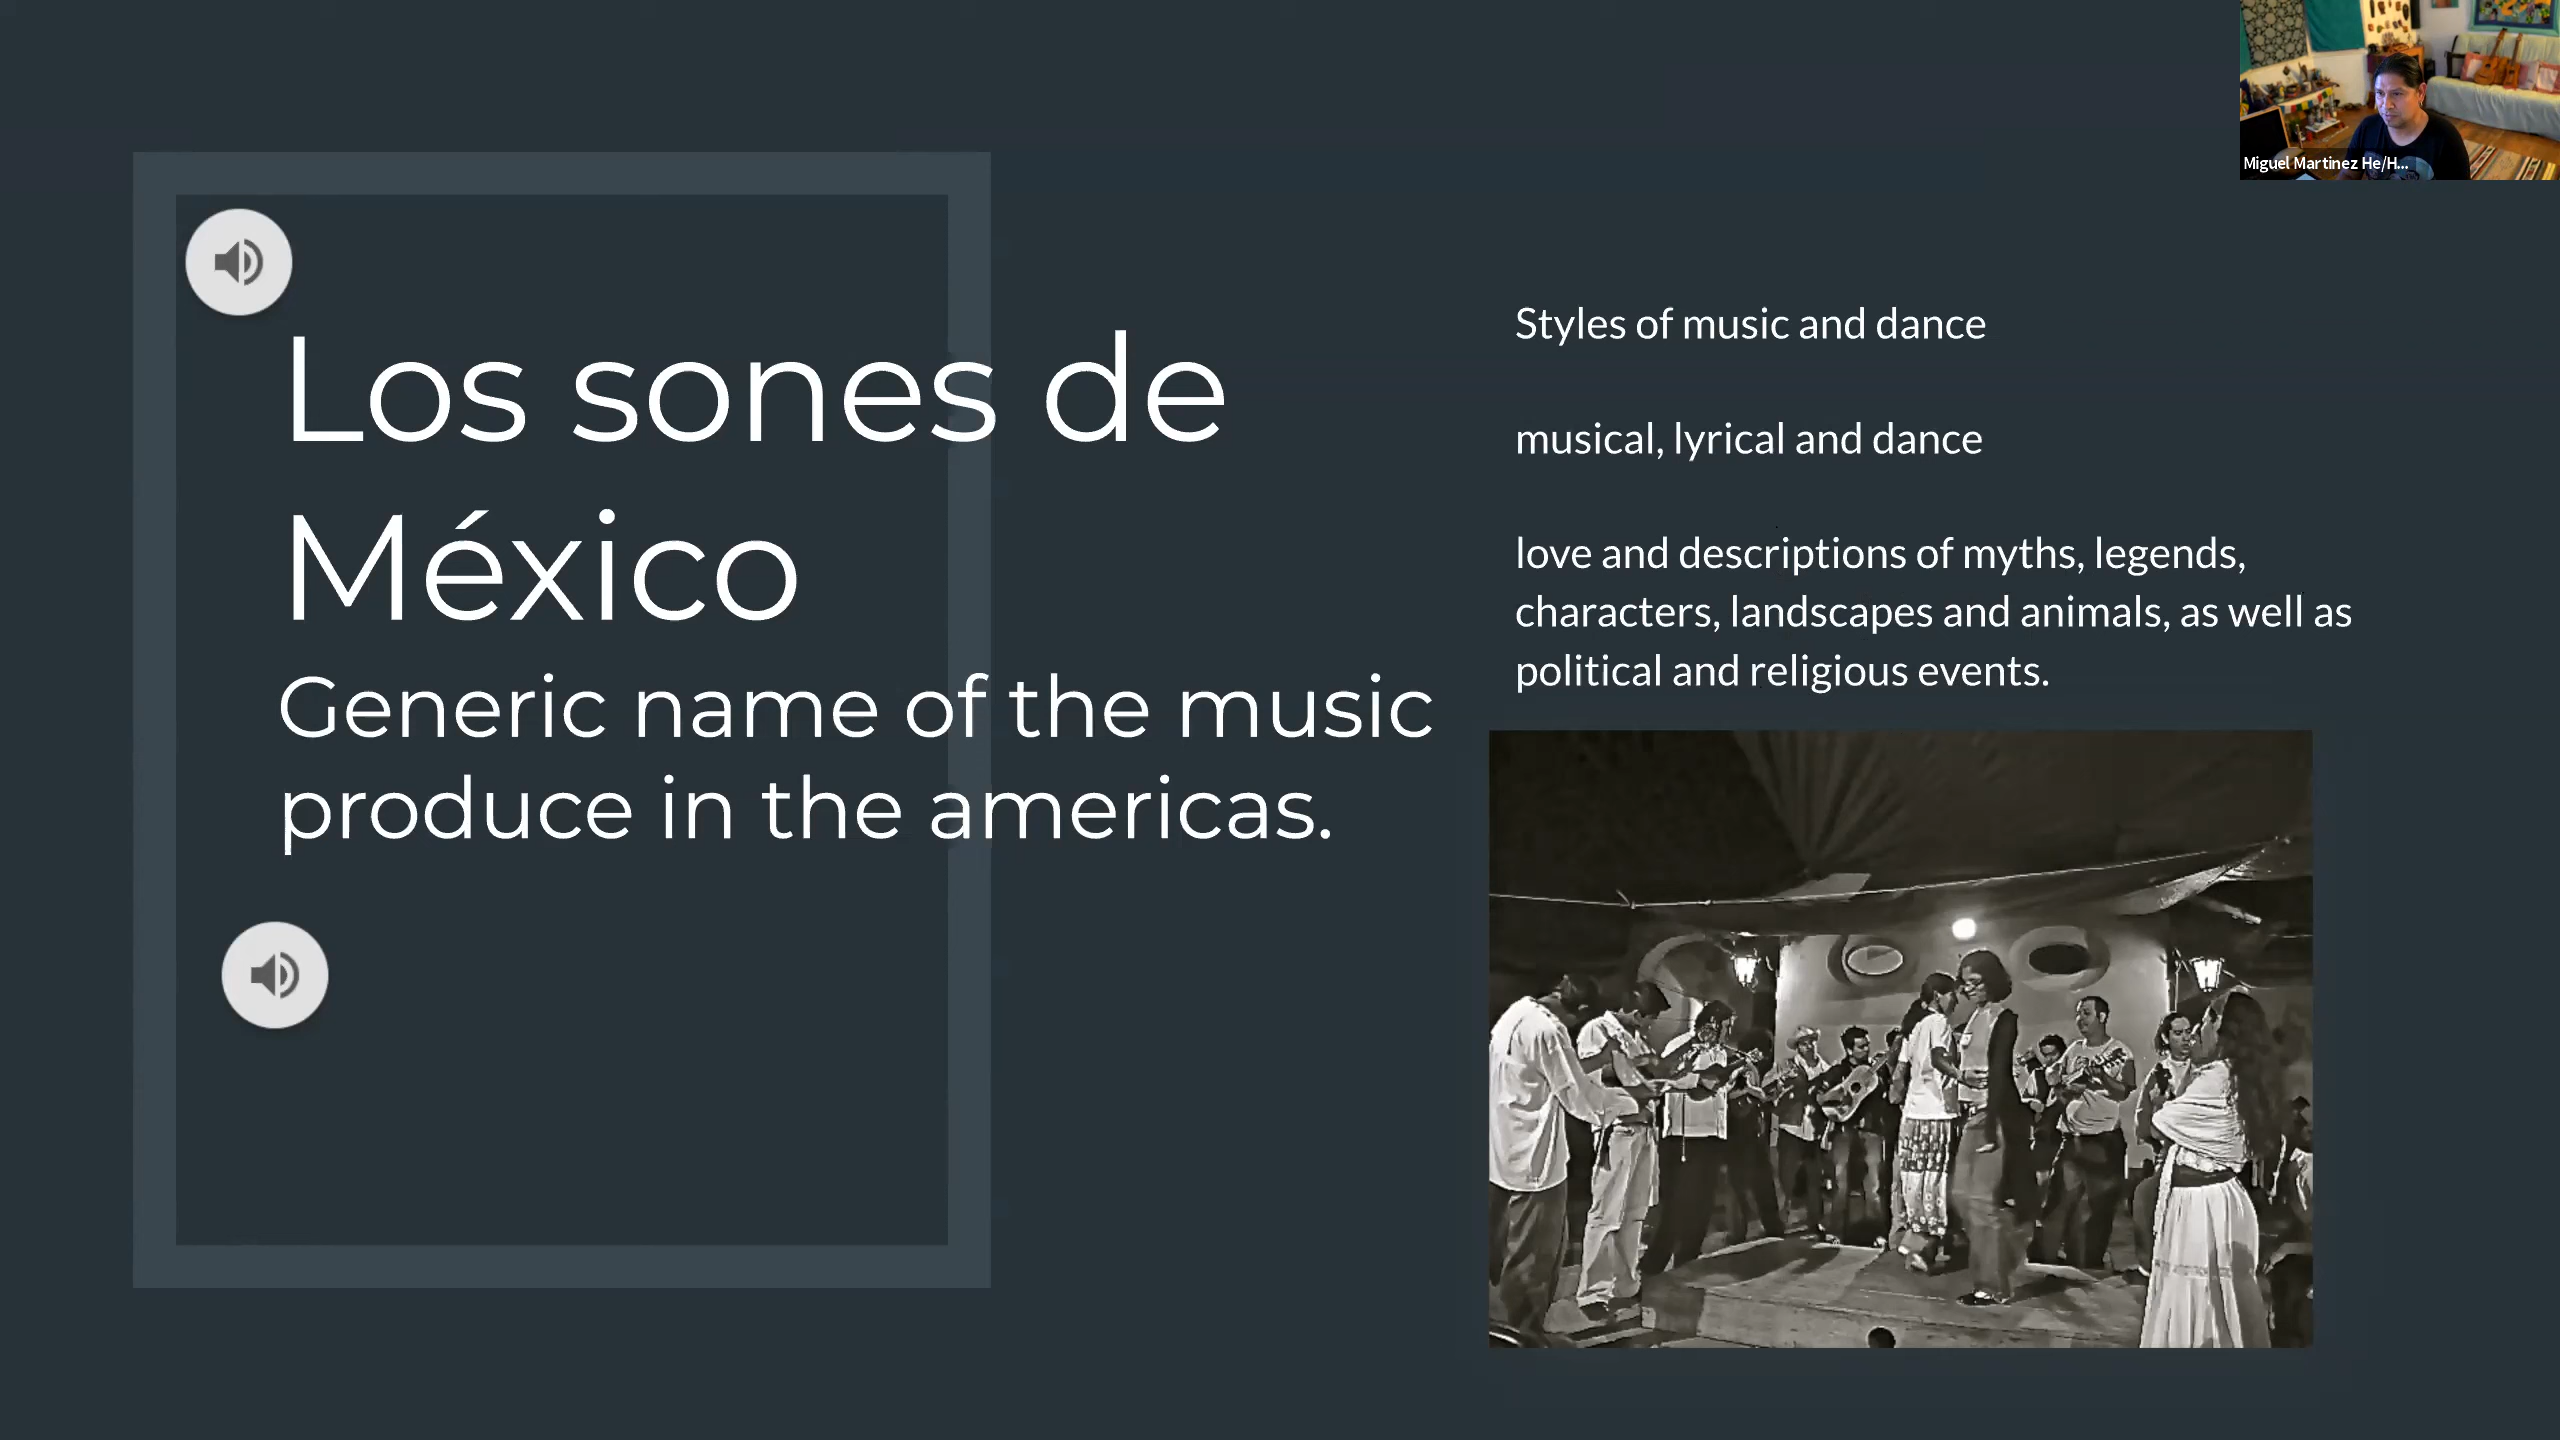 Los sones de
México
Generic name of the music
produce in the americas.
Styles of music and dance
musical, lyrical and dance
love and descriptions of myths, legends,
characters, landscapes and animals, as well as
political and religious events.
Miguel Martinez He/H...